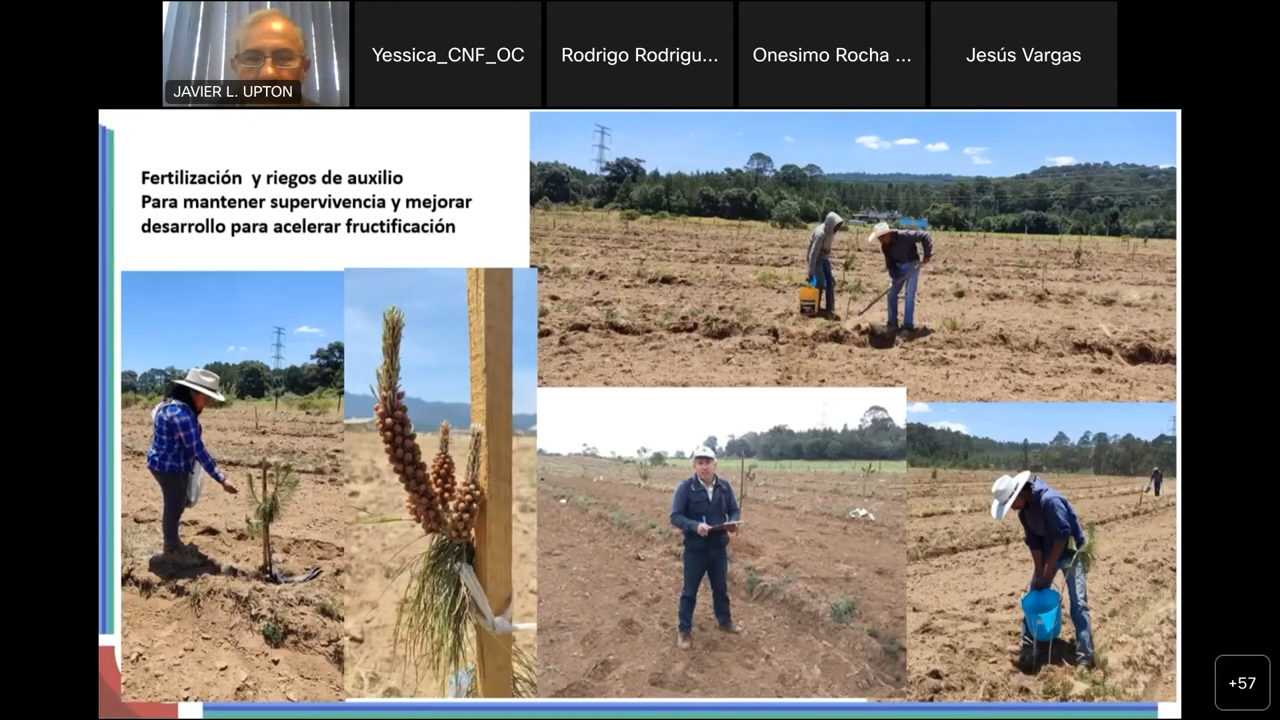 JAVIER L. UPTON
Yessica_CNF_OC
Rodrigo Rodrigu...
Onesimo Rocha ...
Jesús Vargas
Fertilización y riegos de auxilio
Para mantener supervivencia y mejorar
desarrollo para acelerar fructificación
+57